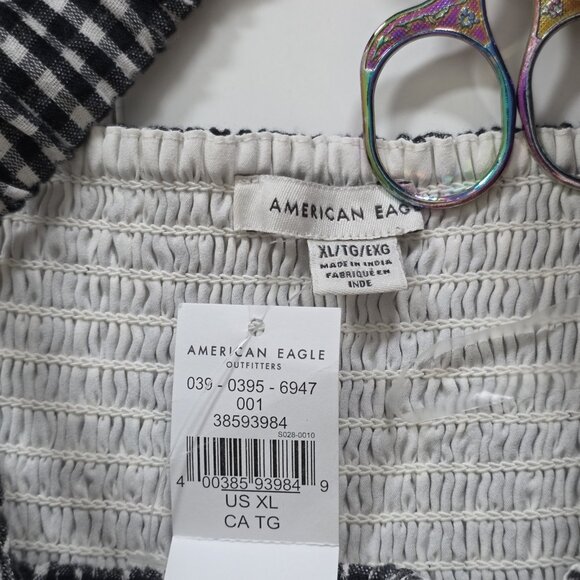 AMERICAN EAG
XL/TG/EXG
MADE IN INDIA
FABRIQUÉ EN
INDE
AMERICAN EAGLE
OUTFITTERS
039 - 0395 - 6947
001
38593984
S028-0010
4 00385 93984 9
US XL
CA TG